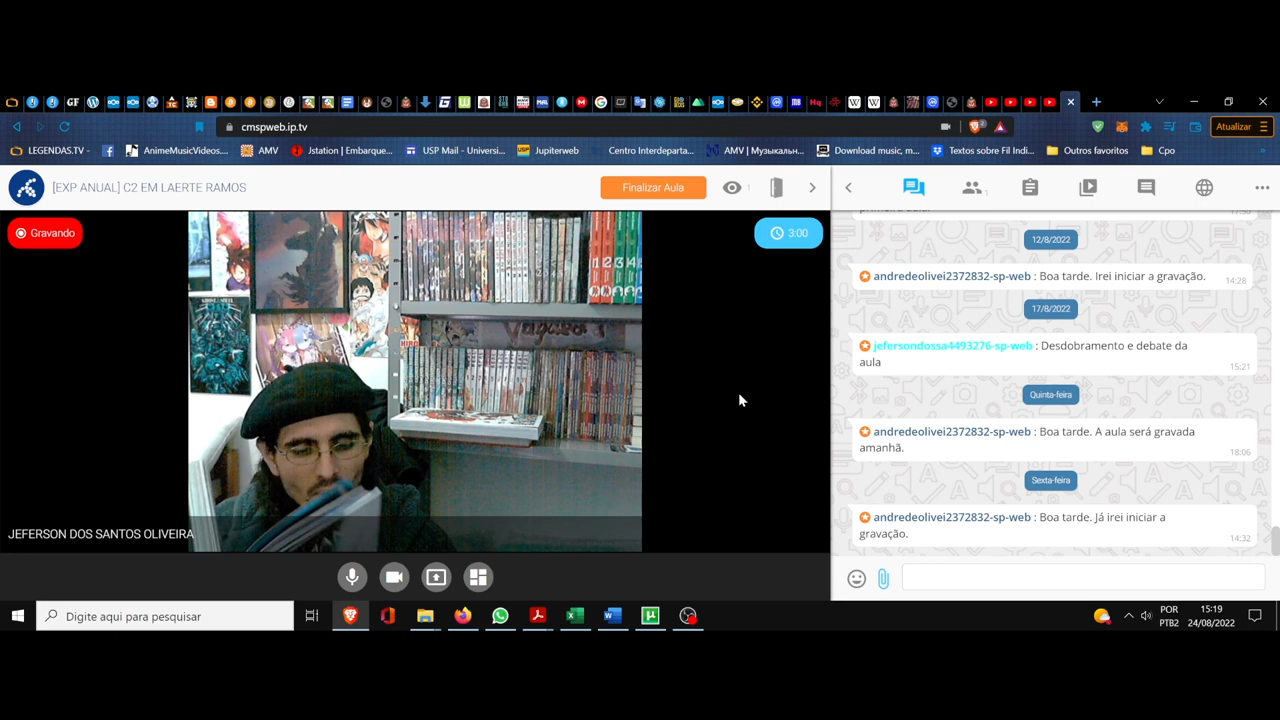 cmspweb.ip.tv
Atualizar
LEGENDAS.TV
AnimeMusicVideos...
AMV
Jstation | Embarque...
USP Mail - Universi...
Jupiterweb
Centro Interdeparta...
AMV | Музыкальн...
Download music, m...
Textos sobre Fil Indi...
Outros favoritos
Cpo
[EXP ANUAL] C2 EM LAERTE RAMOS
Finalizar Aula
1
1
Gravando
3:00
12/8/2022
andredeolivei2372832-sp-web : Boa tarde. Irei iniciar a gravação.
14:28
17/8/2022
jefersondossa4493276-sp-web : Desdobramento e debate da
aula
15:21
Quinta-feira
andredeolivei2372832-sp-web : Boa tarde. A aula será gravada
amanhã.
18:06
Sexta-feira
andredeolivei2372832-sp-web : Boa tarde. Já irei iniciar a
gravação.
14:32
JEFERSON DOS SANTOS OLIVEIRA
Digite aqui para pesquisar
POR
PTB2
15:19
24/08/2022